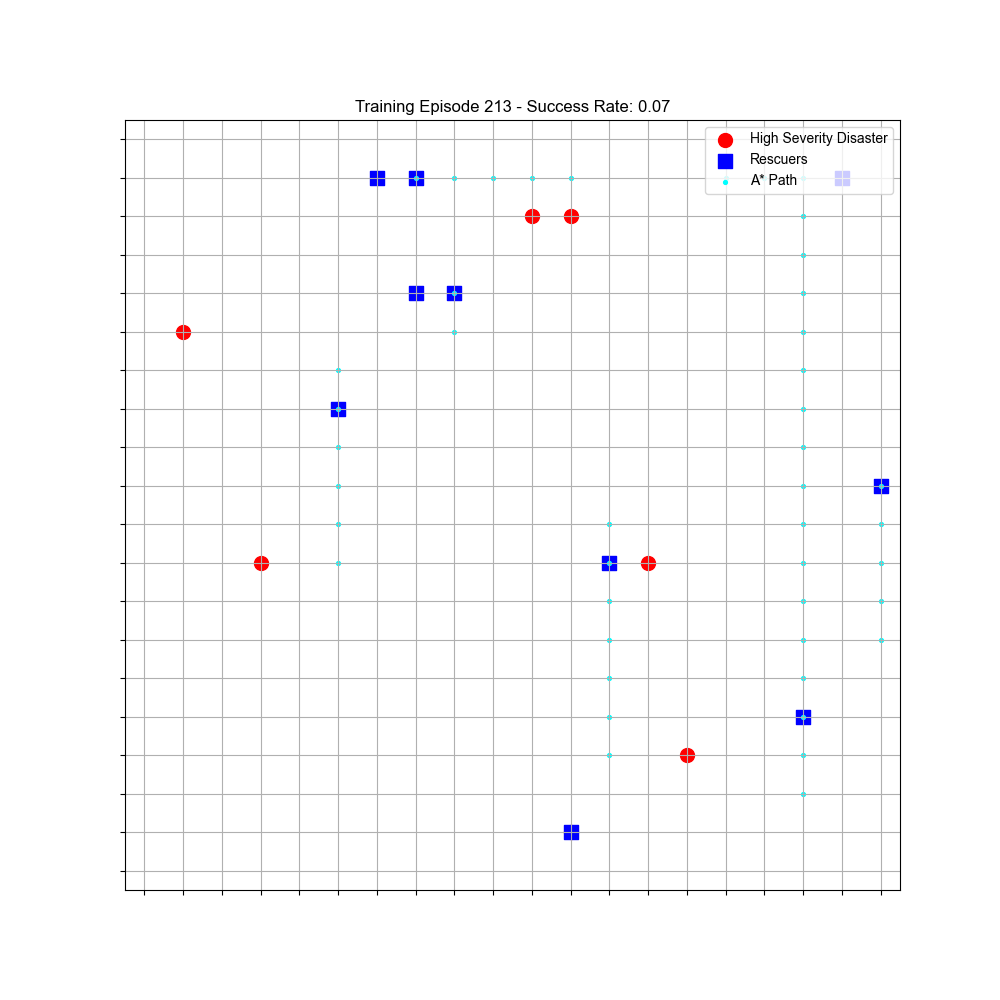 Training Episode 213 - Success Rate: 0.07
High Severity Disaster
Rescuers
A* Path